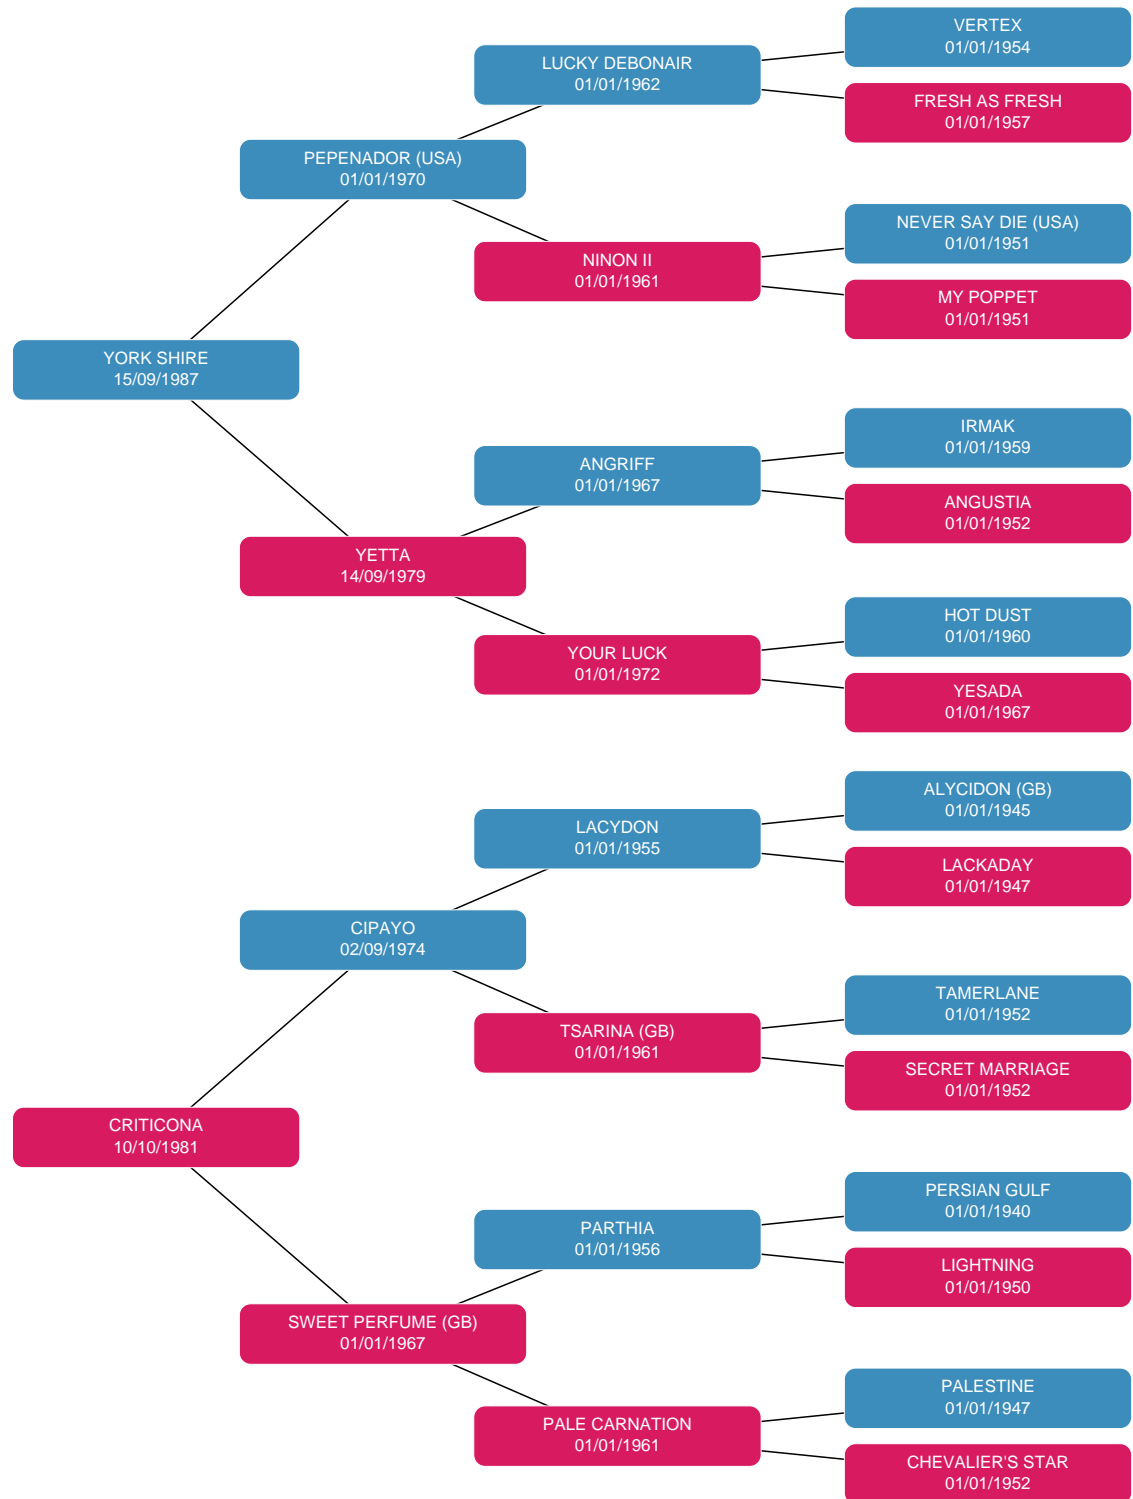 VERTEX
01/01/1954
LUCKY DEBONAIR
01/01/1962
FRESH AS FRESH
01/01/1957
PEPENADOR (USA)
01/01/1970
NEVER SAY DIE (USA)
01/01/1951
NINON II
01/01/1961
MY POPPET
01/01/1951
YORK SHIRE
15/09/1987
IRMAK
01/01/1959
ANGRIFF
01/01/1967
ANGUSTIA
01/01/1952
YETTA
14/09/1979
HOT DUST
01/01/1960
YOUR LUCK
01/01/1972
YESADA
01/01/1967
ALYCIDON (GB)
01/01/1945
LACYDON
01/01/1955
LACKADAY
01/01/1947
CIPAYO
02/09/1974
TAMERLANE
01/01/1952
TSARINA (GB)
01/01/1961
SECRET MARRIAGE
01/01/1952
CRITICONA
10/10/1981
PERSIAN GULF
01/01/1940
PARTHIA
01/01/1956
LIGHTNING
01/01/1950
SWEET PERFUME (GB)
01/01/1967
PALESTINE
01/01/1947
PALE CARNATION
01/01/1961
CHEVALIER'S STAR
01/01/1952